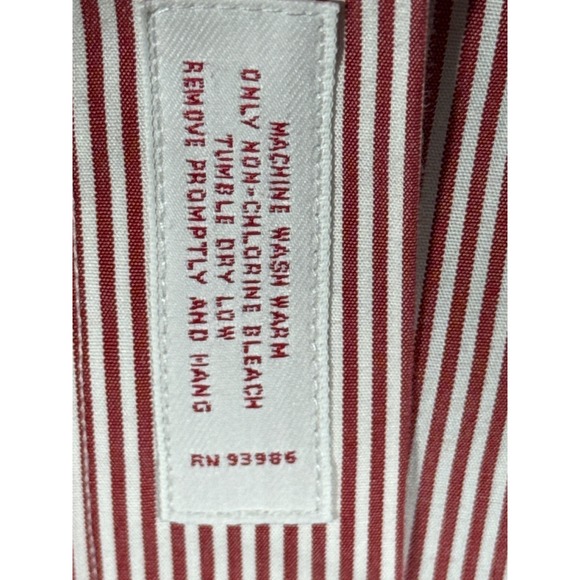 MACHINE WASH WARM
ONLY NON-CHLORINE BLEACH
TUMBLE DRY LOW
REMOVE PROMPTLY AND HANG
RN 93986